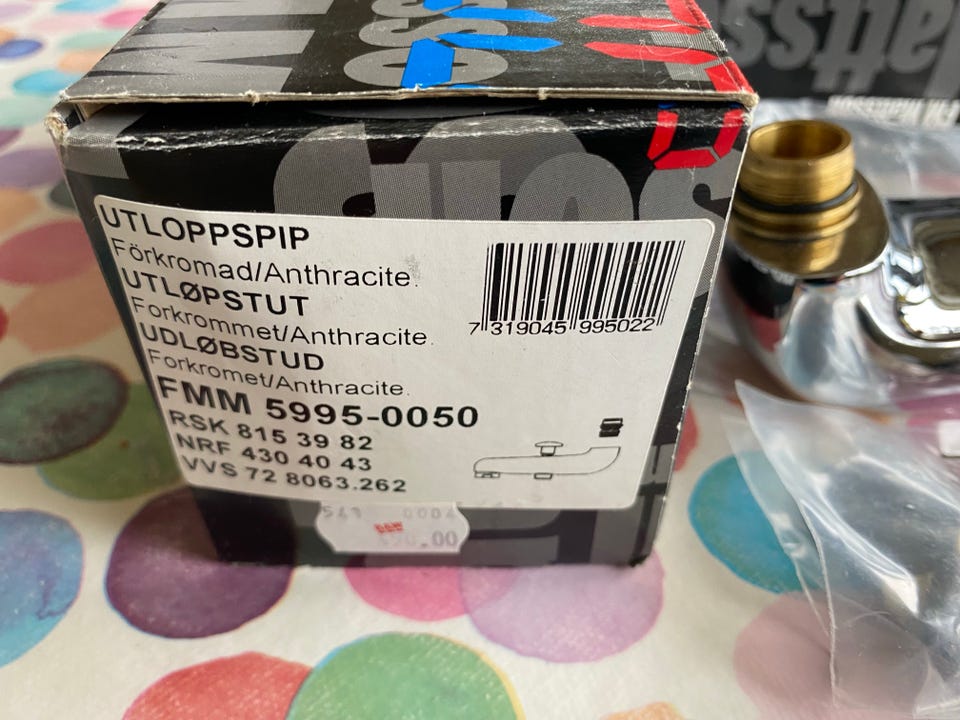 UTLOPPSPIP
Förkromad/Anthracite.
UTLØPSTUT
Forkrommet/Anthracite.
UDLØBSTUD
Forkromet/Anthracite.
FMM 5995-0050
RSK 815 39 82
NRF 430 40 43
VVS 72 8063.262
7 319045 995022